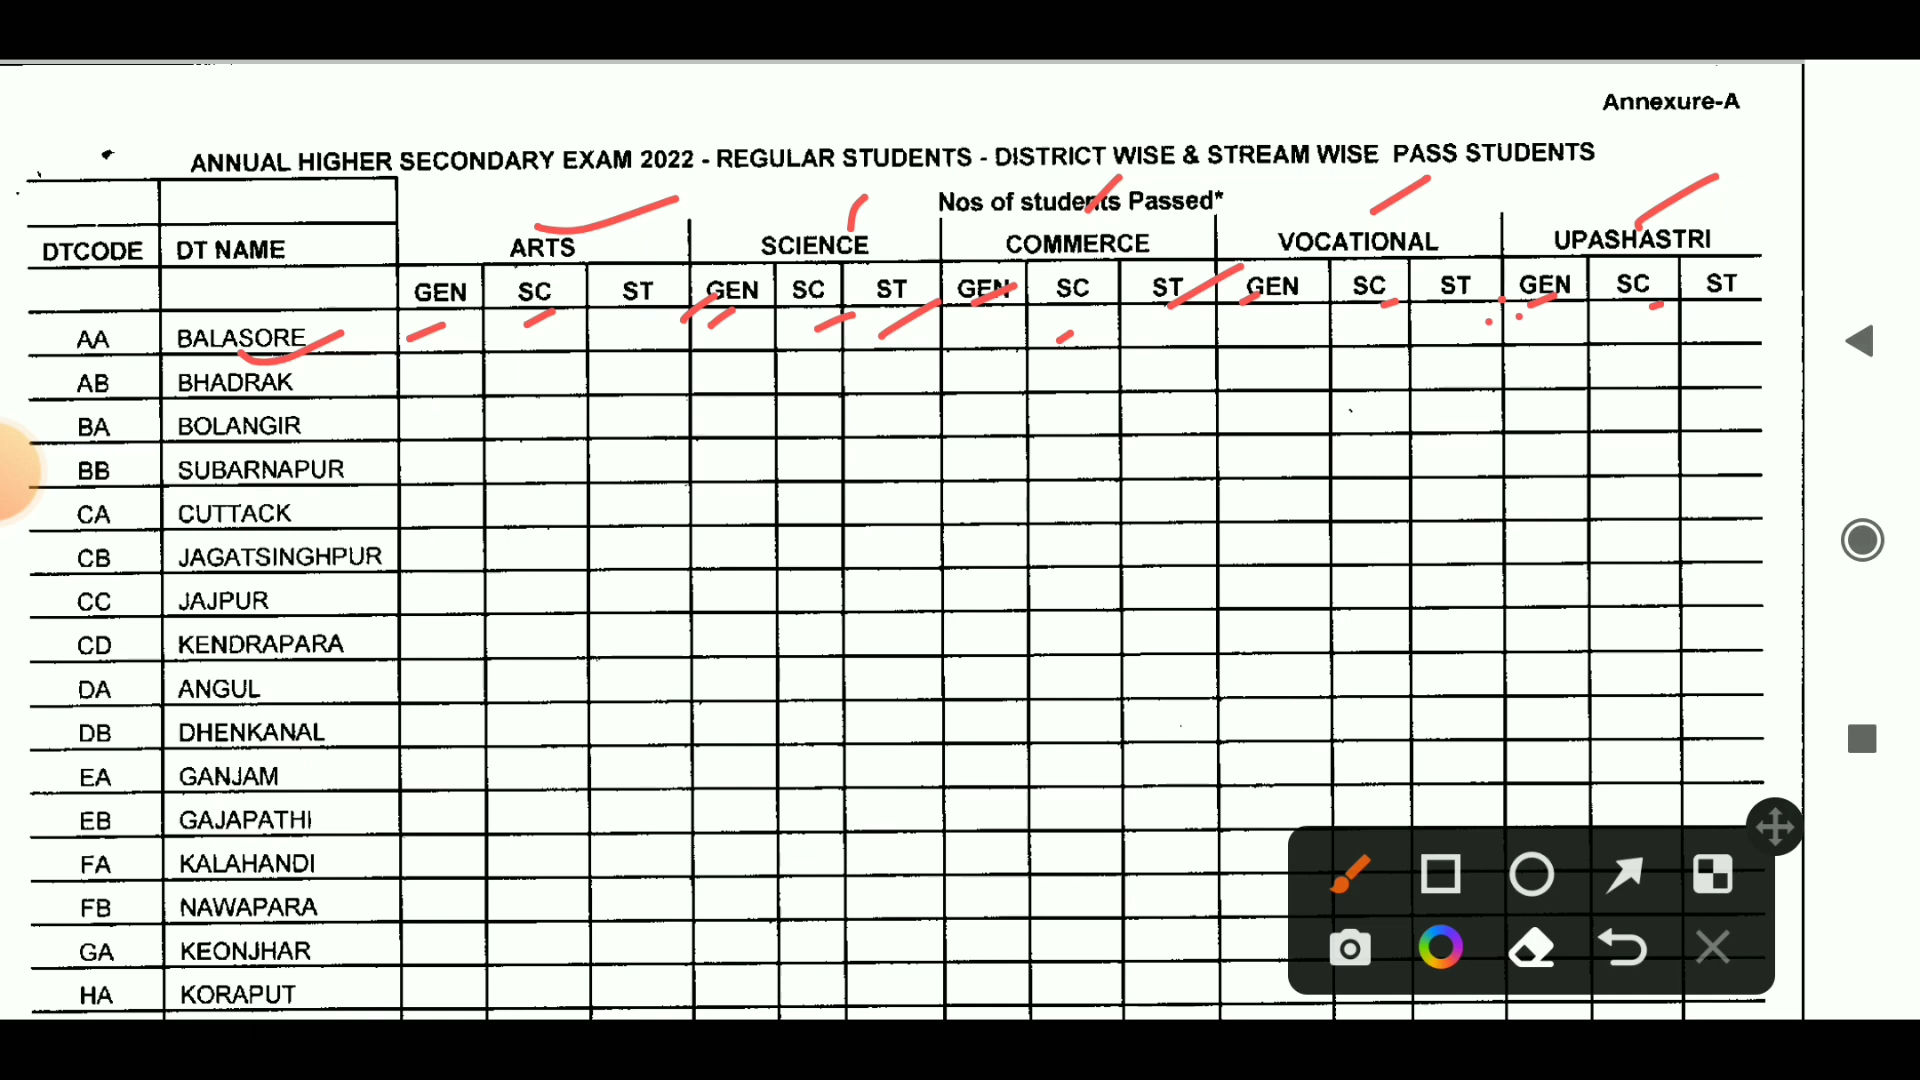 Annexure-A
ANNUAL HIGHER SECONDARY EXAM 2022 - REGULAR STUDENTS - DISTRICT WISE & STREAM WISE PASS STUDENTS
Nos of students Passed*
DTCODE DT NAME ARTS SCIENCE COMMERCE VOCATIONAL UPASHASTRI
GEN SC ST GEN SC ST GEN SC ST GEN SC ST GEN SC ST
AA BALASORE
AB BHADRAK
BA BOLANGIR
BB SUBARNAPUR
CA CUTTACK
CB JAGATSINGHPUR
CC JAJPUR
CD KENDRAPARA
DA ANGUL
DB DHENKANAL
EA GANJAM
EB GAJAPATHI
FA KALAHANDI
FB NAWAPARA
GA KEONJHAR
HA KORAPUT